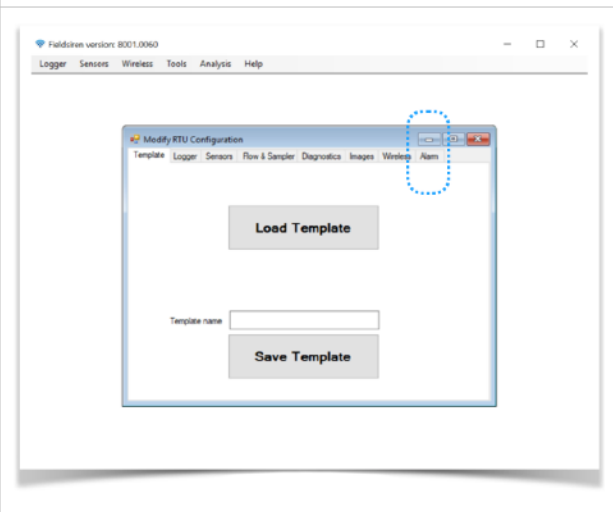 Fieldsiren version: 8001.0060
Logger Sensors Wireless Tools Analysis Help
Modify RTU Configuration
Template Logger Sensors Flow & Sampler Diagnostics Images Wireless Alarm
Load Template
Template name
Save Template